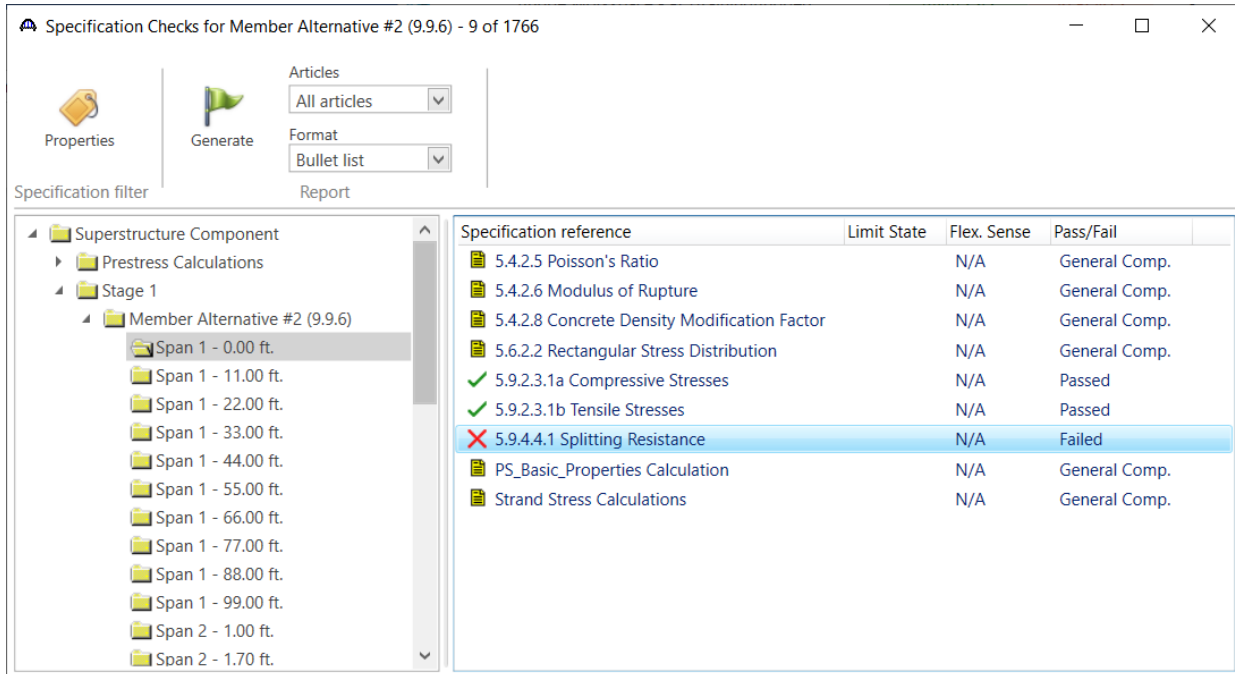 Specification Checks for Member Alternative #2 (9.9.6) - 9 of 1766
Properties
Specification filter
Generate
Articles
All articles
Format
Bullet list
Report
Superstructure Component
Prestress Calculations
Stage 1
Member Alternative #2 (9.9.6)
Span 1 - 0.00 ft.
Span 1 - 11.00 ft.
Span 1 - 22.00 ft.
Span 1 - 33.00 ft.
Span 1 - 44.00 ft.
Span 1 - 55.00 ft.
Span 1 - 66.00 ft.
Span 1 - 77.00 ft.
Span 1 - 88.00 ft.
Span 1 - 99.00 ft.
Span 2 - 1.00 ft.
Span 2 - 1.70 ft.
Specification reference Limit State Flex. Sense Pass/Fail
5.4.2.5 Poisson's Ratio N/A General Comp.
5.4.2.6 Modulus of Rupture N/A General Comp.
5.4.2.8 Concrete Density Modification Factor N/A General Comp.
5.6.2.2 Rectangular Stress Distribution N/A General Comp.
5.9.2.3.1a Compressive Stresses N/A Passed
5.9.2.3.1b Tensile Stresses N/A Passed
5.9.4.4.1 Splitting Resistance N/A Failed
PS_Basic_Properties Calculation N/A General Comp.
Strand Stress Calculations N/A General Comp.